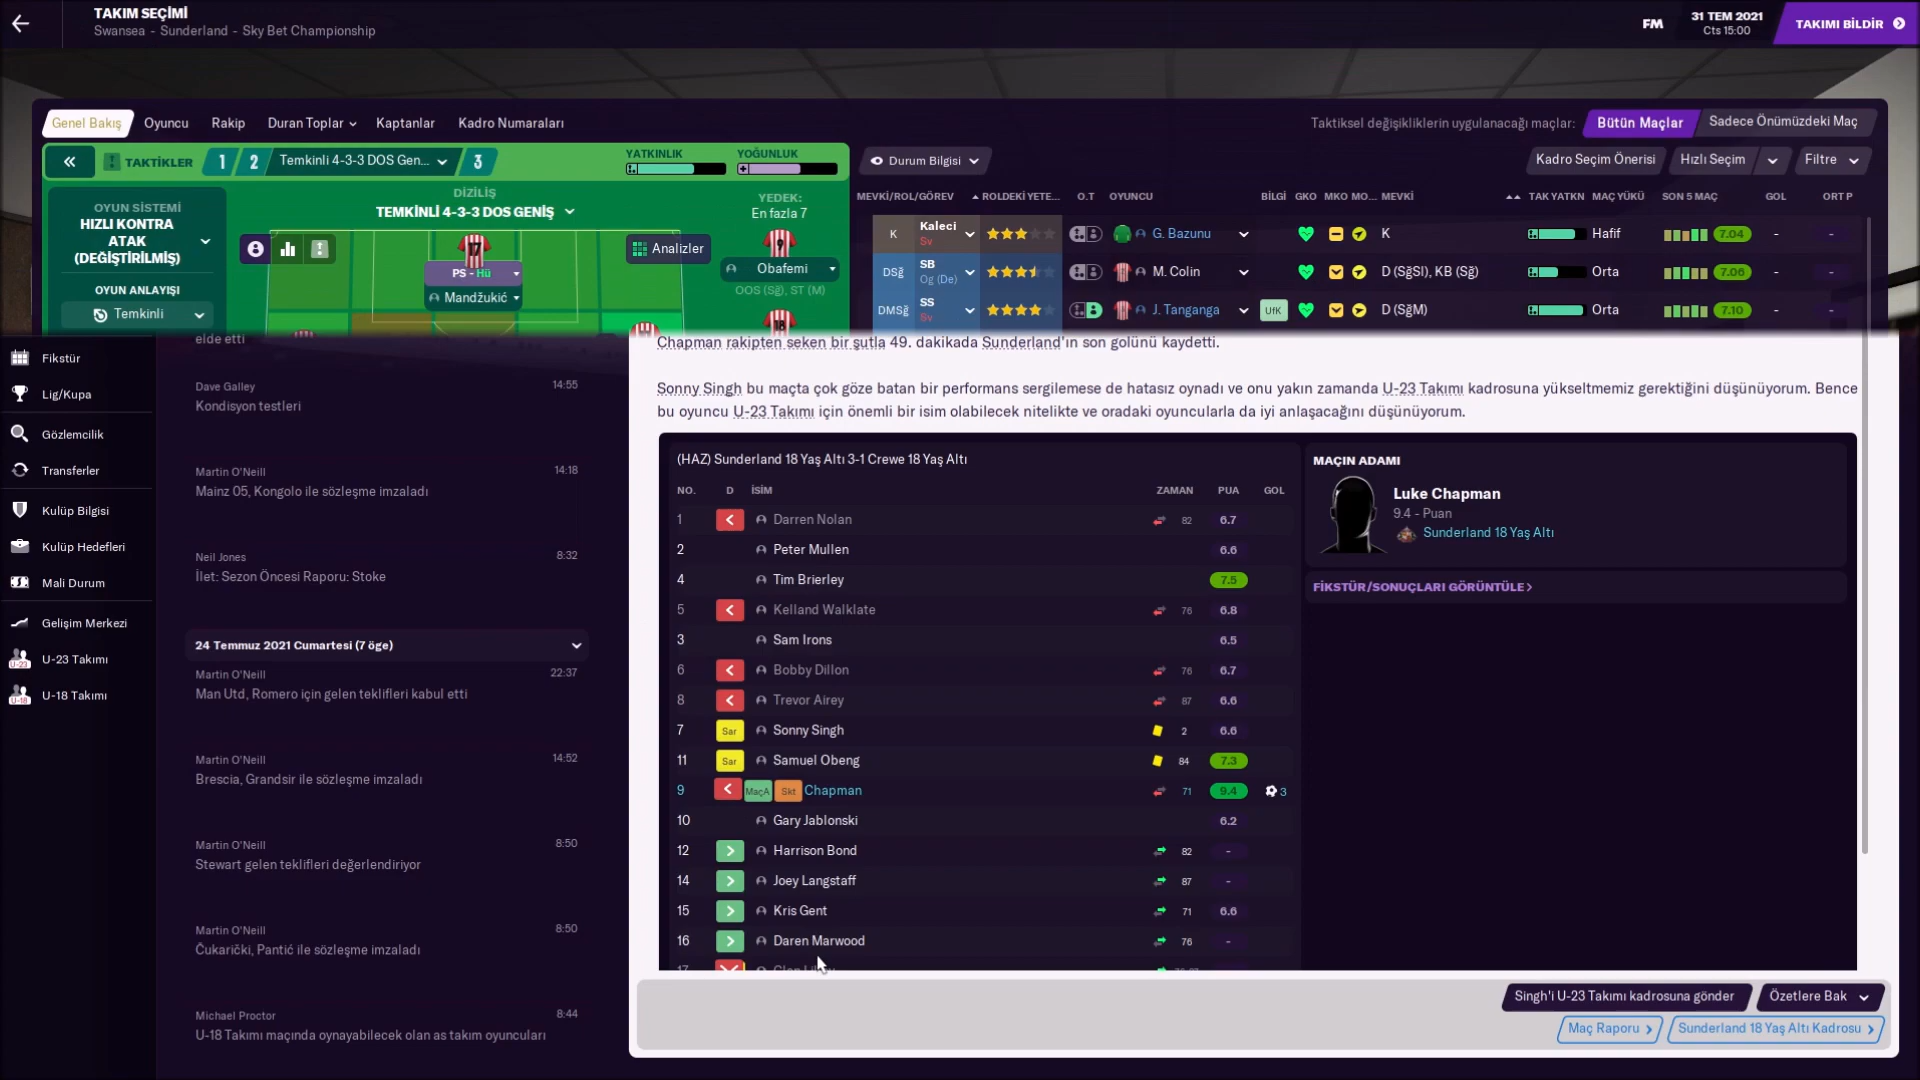 TAKIM SEÇİMİ
Swansea - Sunderland - Sky Bet Championship
FM
31 TEM 2021
Cts 15:00
TAKIMI BİLDİR
Genel Bakış
Oyuncu
Rakip
Duran Toplar
Kaptanlar
Kadro Numaraları
Taktiksel değişikliklerin uygulanacağı maçlar:
Bütün Maçlar
Sadece Önümüzdeki Maç
TAKTİKLER
1
2
Temkinli 4-3-3 DOS Gen...
3
YATKINLIK
YOĞUNLUK
Durum Bilgisi
Kadro Seçim Önerisi
Hızlı Seçim
Filtre
OYUN SİSTEMİ
HIZLI KONTRA
ATAK
(DEĞİŞTİRİLMİŞ)
OYUN ANLAYIŞI
Temkinli
DİZİLİŞ
TEMKİNLİ 4-3-3 DOS GENİŞ
17
PS - Hü
Mandžukić
Analizler
YEDEK:
En fazla 7
9
Obafemi
OOS (Sğ), ST (M)
18
MEVKİ/ROL/GÖREV ROLDEKİ YETE... O.T OYUNCU BİLGİ GKO MKO MO... MEVKİ TAK YATKN MAÇ YÜKÜ SON 5 MAÇ GOL ORT P
K Kaleci Sv G. Bazunu K Hafif 7.04 - -
DSğ SB Og (De) M. Colin D (SğSl), KB (Sğ) Orta 7.06 - -
DMSğ SS Sv J. Tanganga UfK D (SğM) Orta 7.10 - -
Fikstür
Lig/Kupa
Gözlemcilik
Transferler
Kulüp Bilgisi
Kulüp Hedefleri
Mali Durum
Gelişim Merkezi
U-23 Takımı
U-18 Takımı
elde etti
Dave Galley 14:55
Kondisyon testleri
Martin O'Neill 14:18
Mainz 05, Kongolo ile sözleşme imzaladı
Neil Jones 8:32
İlet: Sezon Öncesi Raporu: Stoke
24 Temmuz 2021 Cumartesi (7 öge)
Martin O'Neill 22:37
Man Utd, Romero için gelen teklifleri kabul etti
Martin O'Neill 14:52
Brescia, Grandsir ile sözleşme imzaladı
Martin O'Neill 8:50
Stewart gelen teklifleri değerlendiriyor
Martin O'Neill 8:50
Čukarički, Pantić ile sözleşme imzaladı
Michael Proctor 8:44
U-18 Takımı maçında oynayabilecek olan as takım oyuncuları
Chapman rakipten seken bir şutla 49. dakikada Sunderland'ın son golünü kaydetti.
Sonny Singh bu maçta çok göze batan bir performans sergilemese de hatasız oynadı ve onu yakın zamanda U-23 Takımı kadrosuna yükseltmemiz gerektiğini düşünüyorum. Bence
bu oyuncu U-23 Takımı için önemli bir isim olabilecek nitelikte ve oradaki oyuncularla da iyi anlaşacağını düşünüyorum.
(HAZ) Sunderland 18 Yaş Altı 3-1 Crewe 18 Yaş Altı
NO. D İSİM ZAMAN PUA GOL
1 Darren Nolan 82 6.7
2 Peter Mullen 6.6
4 Tim Brierley 7.5
5 Kelland Walklate 76 6.8
3 Sam Irons 6.5
6 Bobby Dillon 76 6.7
8 Trevor Airey 87 6.6
7 Sar Sonny Singh 2 6.6
11 Sar Samuel Obeng 84 7.3
9 MaçA Skt Chapman 71 9.4 3
10 Gary Jablonski 6.2
12 Harrison Bond 82 -
14 Joey Langstaff 87 -
15 Kris Gent 71 6.6
16 Daren Marwood 76 -
17
MAÇIN ADAMI
Luke Chapman
9.4 - Puan
Sunderland 18 Yaş Altı
FİKSTÜR/SONUÇLARI GÖRÜNTÜLE>
Singh'i U-23 Takımı kadrosuna gönder
Özetlere Bak
Maç Raporu
Sunderland 18 Yaş Altı Kadrosu